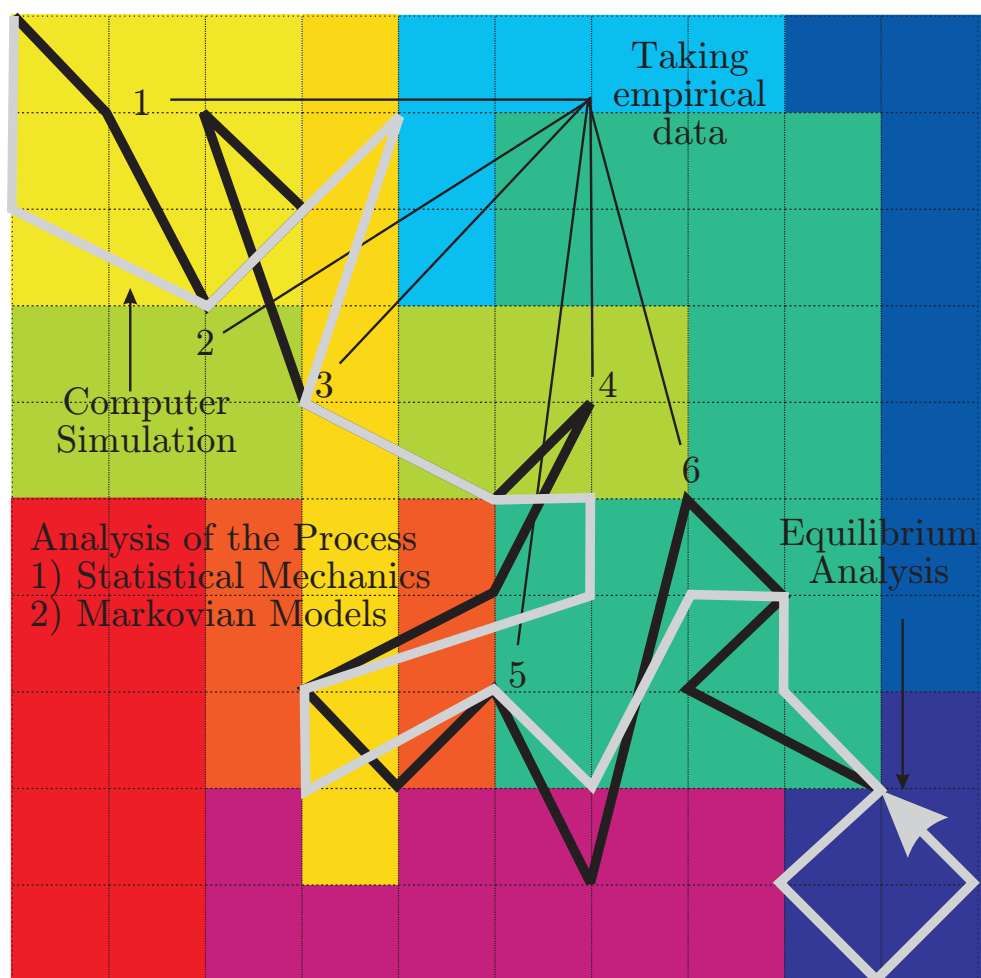 Taking
empirical
data
1
2
3
4
Computer
Simulation
6
Analysis of the Process
1) Statistical Mechanics
2) Markovian Models
Equilibrium
Analysis
5